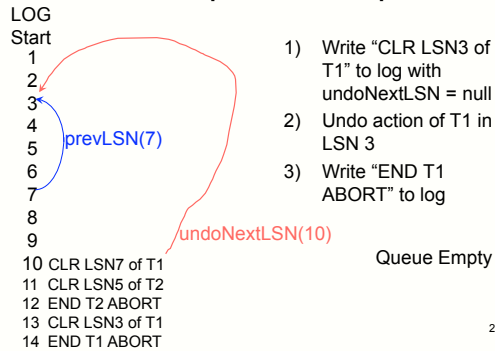 LOG
Start
1
2
3
4
5
6
7
8
9
10 CLR LSN7 of T1
11 CLR LSN5 of T2
12 END T2 ABORT
13 CLR LSN3 of T1
14 END T1 ABORT
prevLSN(7)
undoNextLSN(10)
1) Write “CLR LSN3 of
T1” to log with
undoNextLSN = null
2) Undo action of T1 in
LSN 3
3) Write “END T1
ABORT” to log
Queue Empty
2